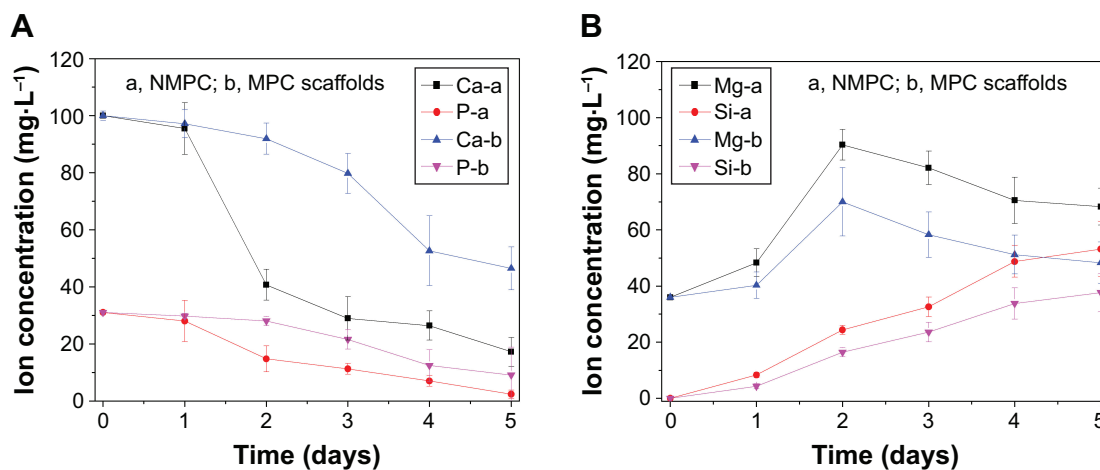 A
Ion concentration (mg·L⁻¹)
120
100
80
60
40
20
0
a, NMPC; b, MPC scaffolds
Ca-a
P-a
Ca-b
P-b
0 1 2 3 4 5
Time (days)
B
Ion concentration (mg·L⁻¹)
120
100
80
60
40
20
0
a, NMPC; b, MPC scaffolds
Mg-a
Si-a
Mg-b
Si-b
0 1 2 3 4 5
Time (days)